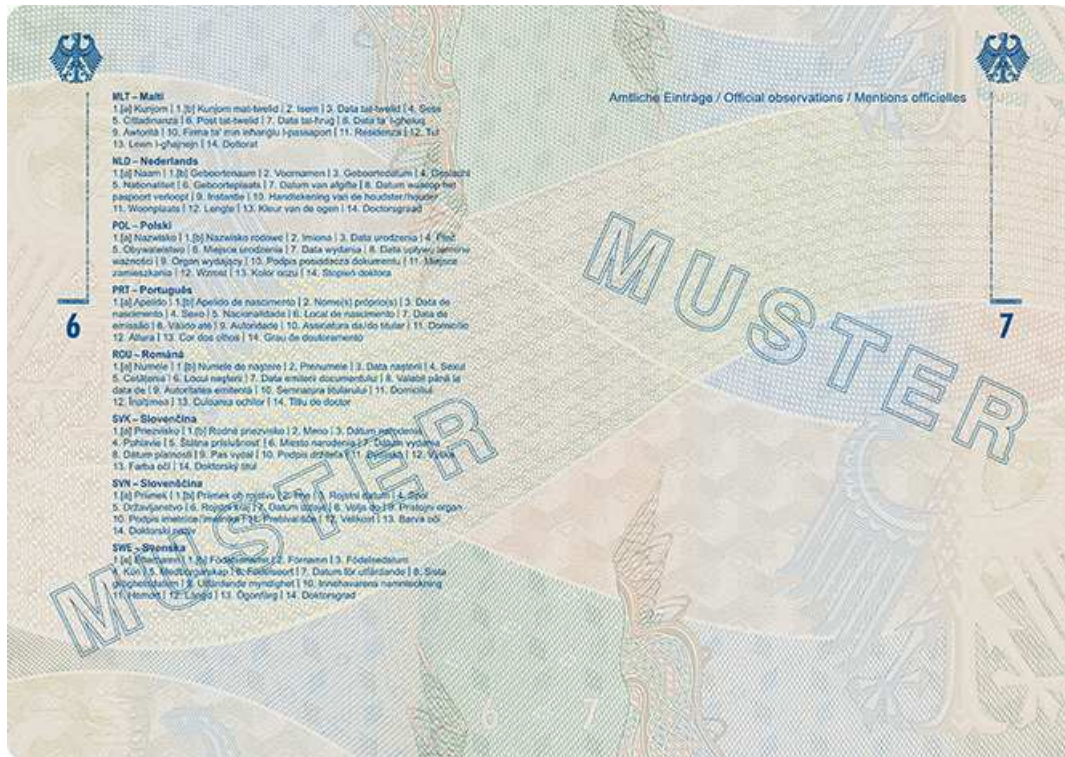 MLT – Malti
1.[a] Kunjom | 1.[b] Kunjom mat-twelid | 2. Isem | 3. Data tat-twelid | 4. Sess
5. Ċittadinanza | 6. Post tat-twelid | 7. Data tal-ħruġ | 8. Data ta' l-għeluq
9. Awtorità | 10. Firma ta' min inħariġlu l-passaport | 11. Residenza | 12. Tul
13. Lewn l-għajnejn | 14. Dottorat
NLD – Nederlands
1.[a] Naam | 1.[b] Geboortenaam | 2. Voornamen | 3. Geboortedatum | 4. Geslacht
5. Nationaliteit | 6. Geboorteplaats | 7. Datum van afgifte | 8. Datum waarop het
paspoort verloopt | 9. Instantie | 10. Handtekening van de houdster/houder
11. Woonplaats | 12. Lengte | 13. Kleur van de ogen | 14. Doctorsgraad
POL – Polski
1.[a] Nazwisko | 1.[b] Nazwisko rodowe | 2. Imiona | 3. Data urodzenia | 4. Płeć
5. Obywatelstwo | 6. Miejsce urodzenia | 7. Data wydania | 8. Data upływu terminu
ważności | 9. Organ wydający | 10. Podpis posiadacza dokumentu | 11. Miejsce
zamieszkania | 12. Wzrost | 13. Kolor oczu | 14. Stopień doktora
PRT – Português
1.[a] Apelido | 1.[b] Apelido de nascimento | 2. Nome(s) próprio(s) | 3. Data de
nascimento | 4. Sexo | 5. Nacionalidade | 6. Local de nascimento | 7. Data de
emissão | 8. Válido até | 9. Autoridade | 10. Assinatura da/do titular | 11. Domicílio
12. Altura | 13. Cor dos olhos | 14. Grau de doutoramento
ROU – Română
1.[a] Numele | 1.[b] Numele de naștere | 2. Prenumele | 3. Data nașterii | 4. Sexul
5. Cetățenia | 6. Locul nașterii | 7. Data emiterii documentului | 8. Valabil până la
data de | 9. Autoritatea emitentă | 10. Semnatura titularului | 11. Domiciliul
12. Înălțimea | 13. Culoarea ochilor | 14. Titlu de doctor
SVK – Slovenčina
1.[a] Priezvisko | 1.[b] Rodné priezvisko | 2. Meno | 3. Dátum narodenia
4. Pohlavie | 5. Štátna príslušnosť | 6. Miesto narodenia | 7. Dátum vydania
8. Dátum platnosti | 9. Pas vydal | 10. Podpis držiteľa | 11. Bydlisko | 12. Výška
13. Farba očí | 14. Doktorský titul
SVN – Slovenščina
1.[a] Priimek | 1.[b] Priimek ob rojstvu | 2. Ime | 3. Rojstni datum | 4. Spol
5. Državljanstvo | 6. Rojstni kraj | 7. Datum izdaje | 8. Velja do | 9. Pristojni organ
10. Podpis imetnice/imetnika | 11. Prebivališče | 12. Velikost | 13. Barva oči
14. Doktorski naziv
SWE – Svenska
1.[a] Efternamn | 1.[b] Födelsenamn | 2. Förnamn | 3. Födelsedatum
4. Kön | 5. Medborgarskap | 6. Födelseort | 7. Datum för utfärdande | 8. Sista
giltighetsdatum | 9. Utfärdande myndighet | 10. Innehavarens namnteckning
11. Hemort | 12. Längd | 13. Ögonfärg | 14. Doktorsgrad
6
MUSTER
Amtliche Einträge / Official observations / Mentions officielles
MUSTER
7
6
7